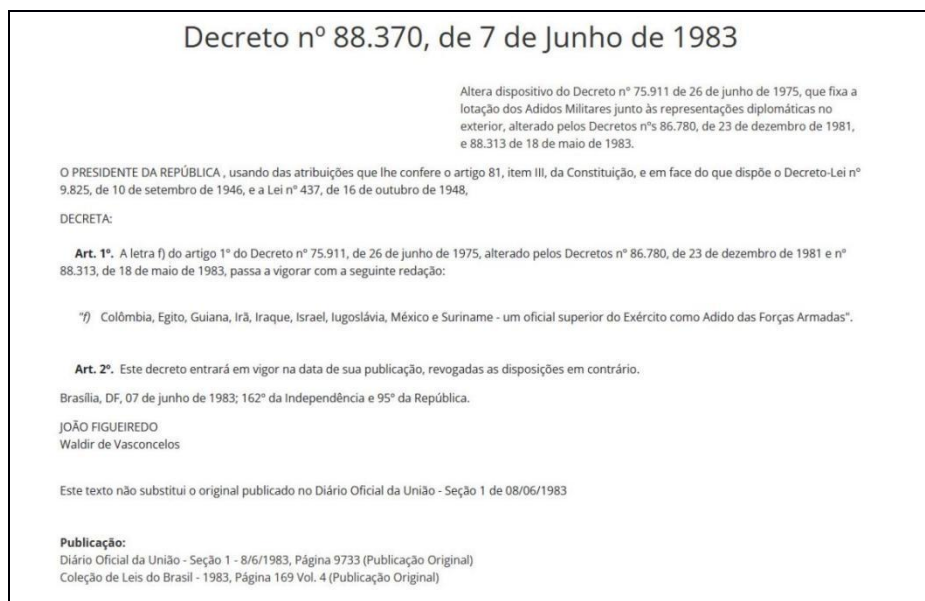 Decreto nº 88.370, de 7 de Junho de 1983
Altera dispositivo do Decreto nº 75.911 de 26 de junho de 1975, que fixa a
lotação dos Adidos Militares junto às representações diplomáticas no
exterior, alterado pelos Decretos nºs 86.780, de 23 de dezembro de 1981,
e 88.313 de 18 de maio de 1983.
O PRESIDENTE DA REPÚBLICA , usando das atribuições que lhe confere o artigo 81, item III, da Constituição, e em face do que dispõe o Decreto-Lei nº
9.825, de 10 de setembro de 1946, e a Lei nº 437, de 16 de outubro de 1948,
DECRETA:
Art. 1º. A letra f) do artigo 1º do Decreto nº 75.911, de 26 de junho de 1975, alterado pelos Decretos nº 86.780, de 23 de dezembro de 1981 e nº
88.313, de 18 de maio de 1983, passa a vigorar com a seguinte redação:
"f) Colômbia, Egito, Guiana, Irã, Iraque, Israel, Iugoslávia, México e Suriname - um oficial superior do Exército como Adido das Forças Armadas".
Art. 2º. Este decreto entrará em vigor na data de sua publicação, revogadas as disposições em contrário.
Brasília, DF, 07 de junho de 1983; 162º da Independência e 95º da República.
JOÃO FIGUEIREDO
Waldir de Vasconcelos
Este texto não substitui o original publicado no Diário Oficial da União - Seção 1 de 08/06/1983
Publicação:
Diário Oficial da União - Seção 1 - 8/6/1983, Página 9733 (Publicação Original)
Coleção de Leis do Brasil - 1983, Página 169 Vol. 4 (Publicação Original)